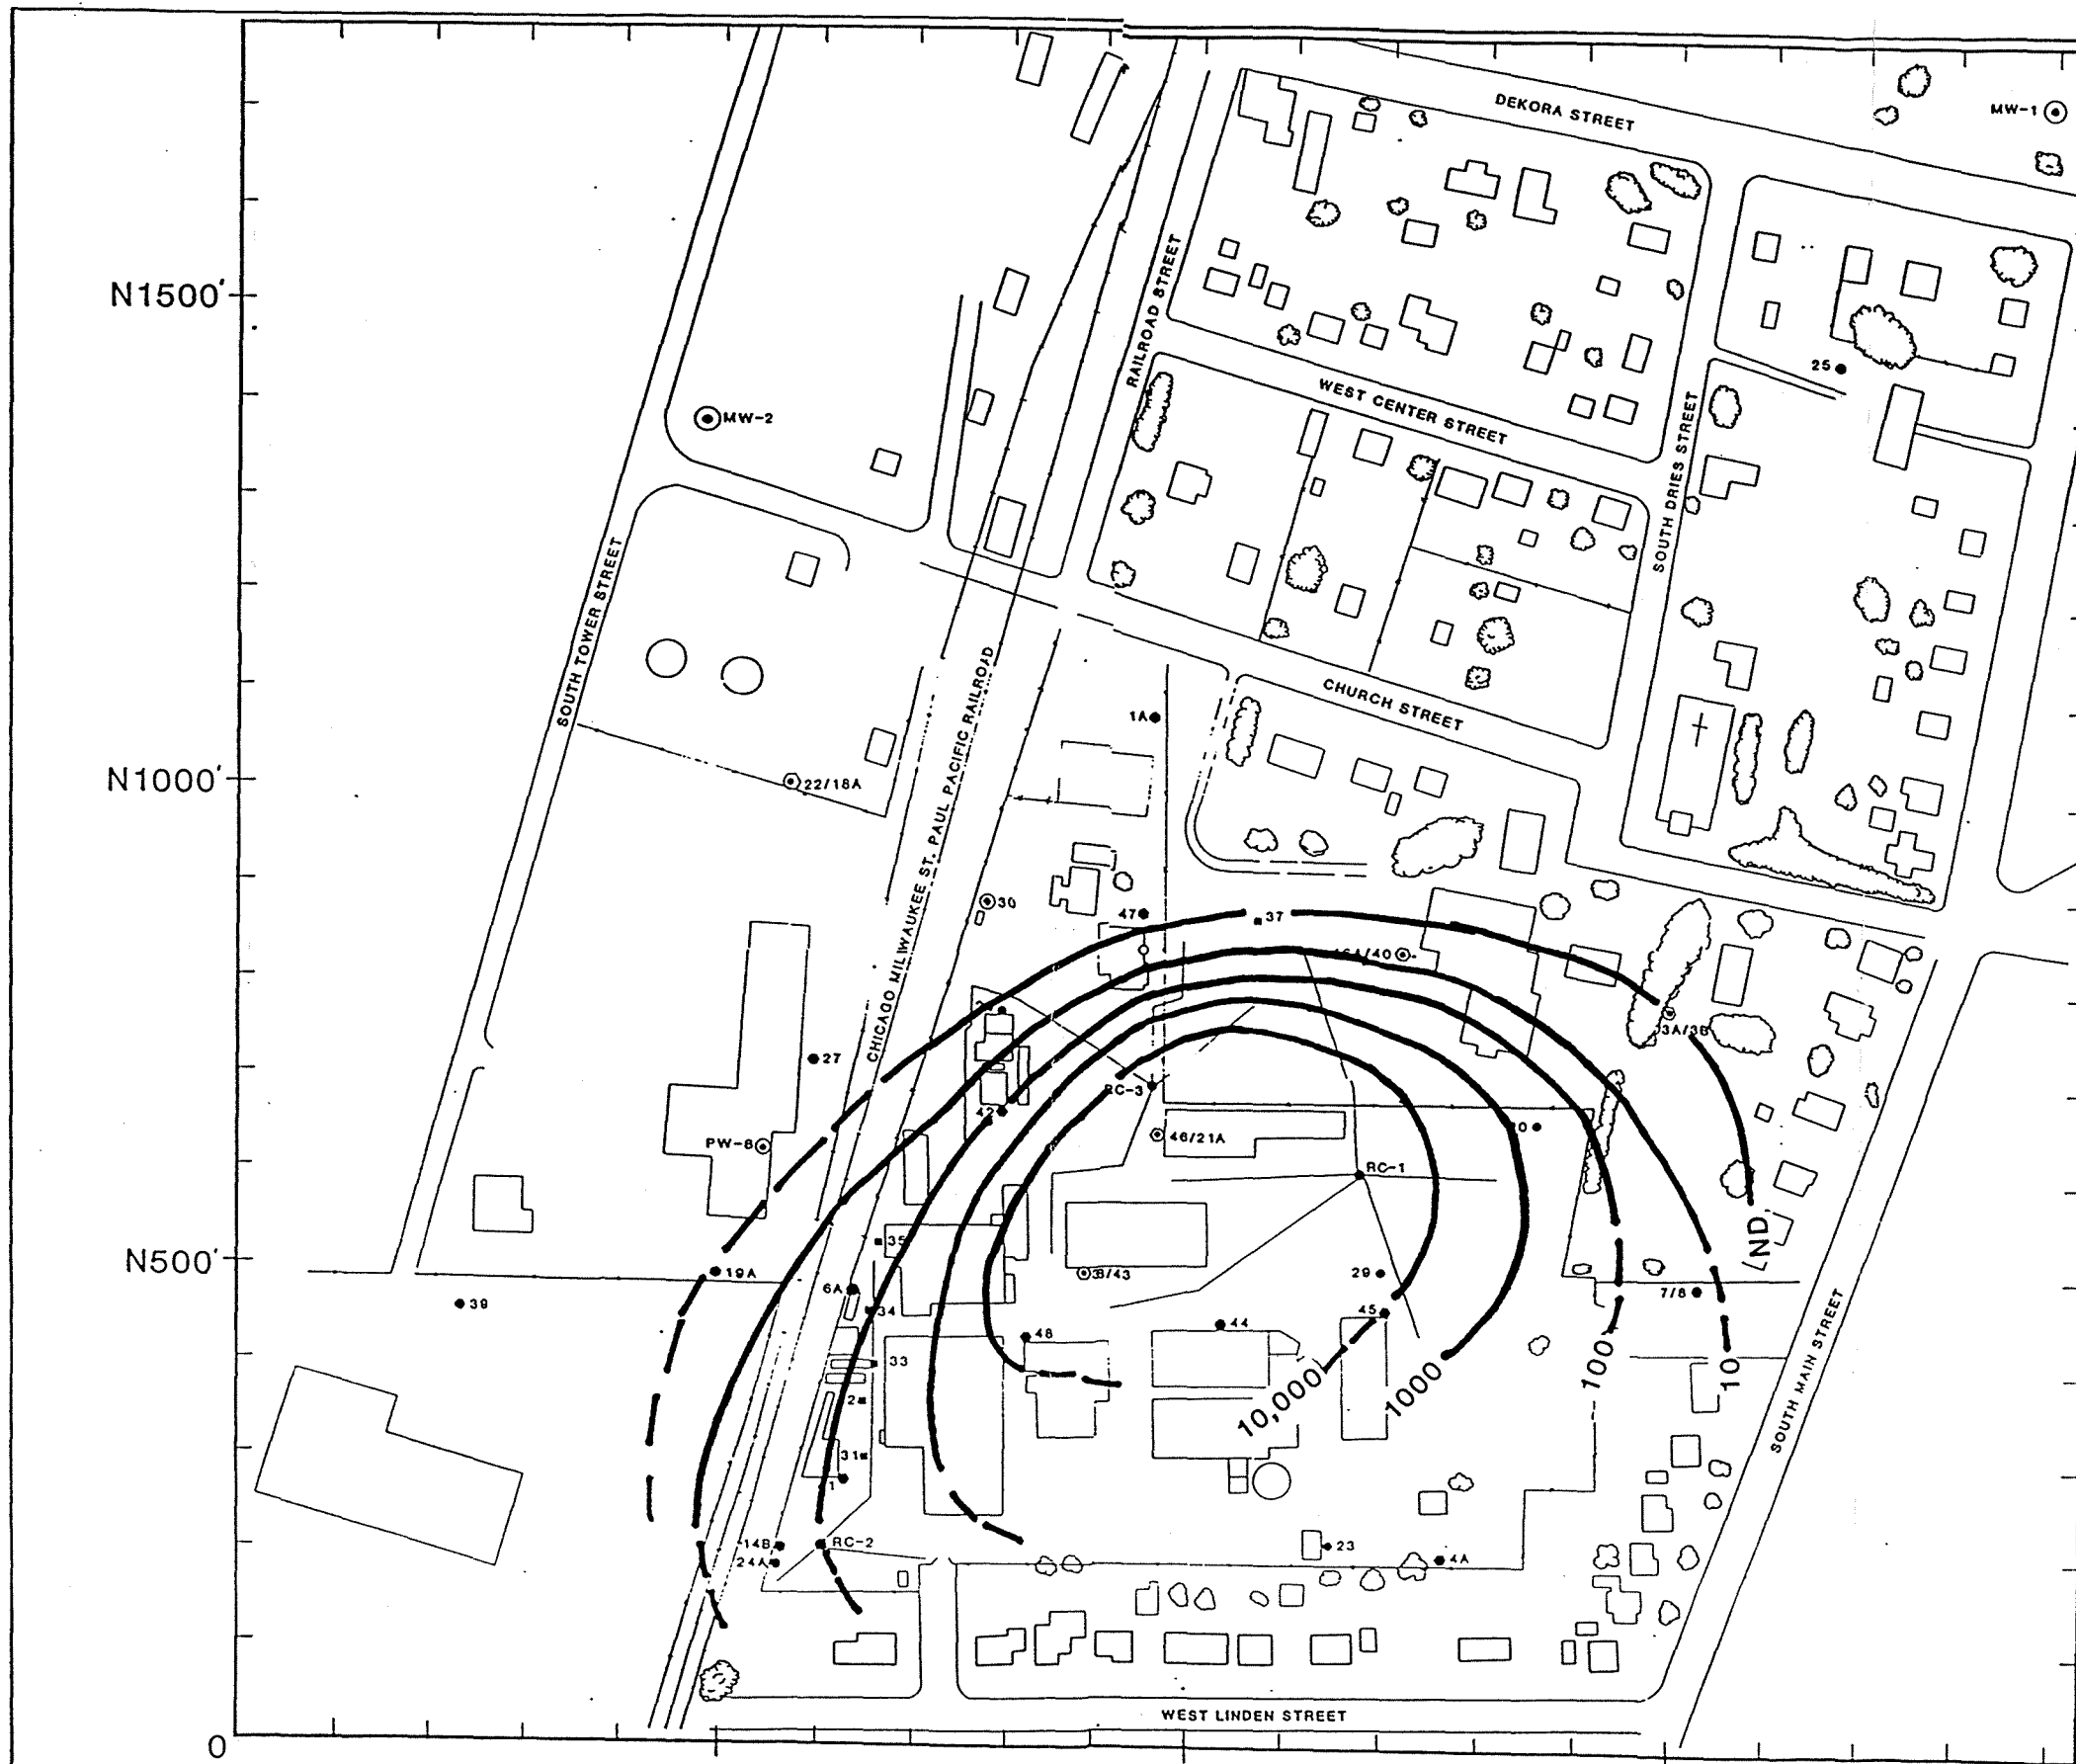 DEKORA STREET
MW-1
N1500'
RAILROAD STREET
25
WEST CENTER STREET
MW-2
SOUTH DRIES STREET
SOUTH TOWER STREET
CHICAGO MILWAUKEE ST. PAUL PACIFIC RAILROAD
CHURCH STREET
1A
N1000'
22/18A
30
47
37
27
RC-3
42
PW-8
46/21A
RC-1
ND
35
N500'
19A
29
6A
7/8
39
34
45
44
48
33
SOUTH MAIN STREET
10,000
1000
100
10
2
31
1
14B
RC-2
23
24A
4A
WEST LINDEN STREET
0